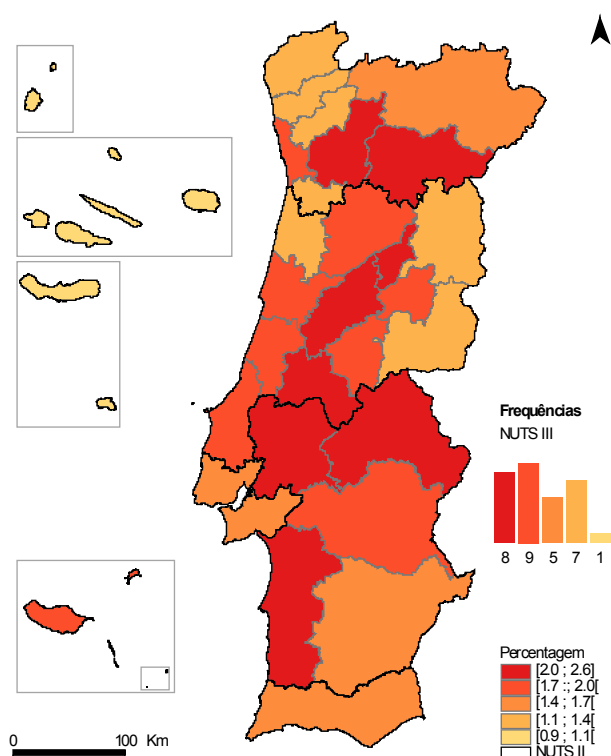 Frequências
NUTS III
8 9 5 7 1
Percentagem
[2.0 ; 2.6]
[1.7 :; 2.0[
[1.4 ; 1.7[
[1.1 ; 1.4[
[0.9 ; 1.1[
NUTS II
0 100 Km